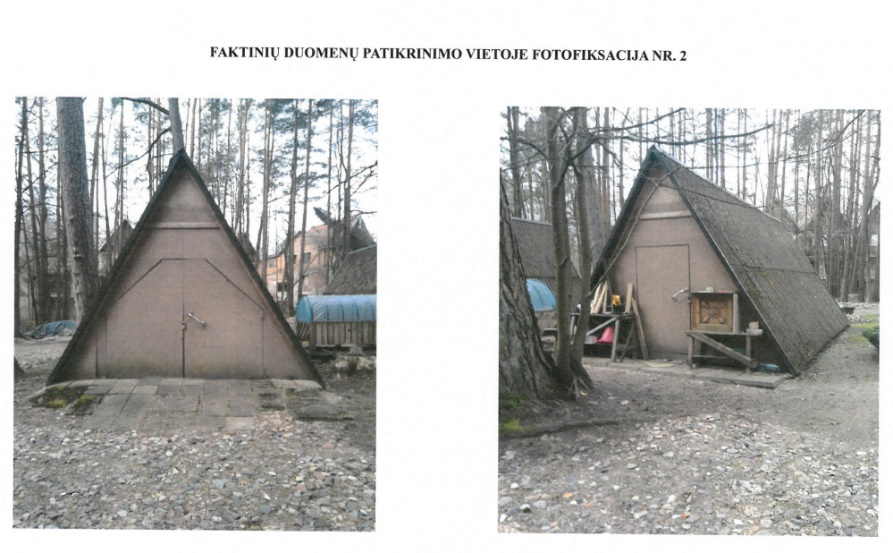 FAKTINIŲ DUOMENŲ PATIKRINIMO VIETOJE FOTOFIKSACIJA NR. 2